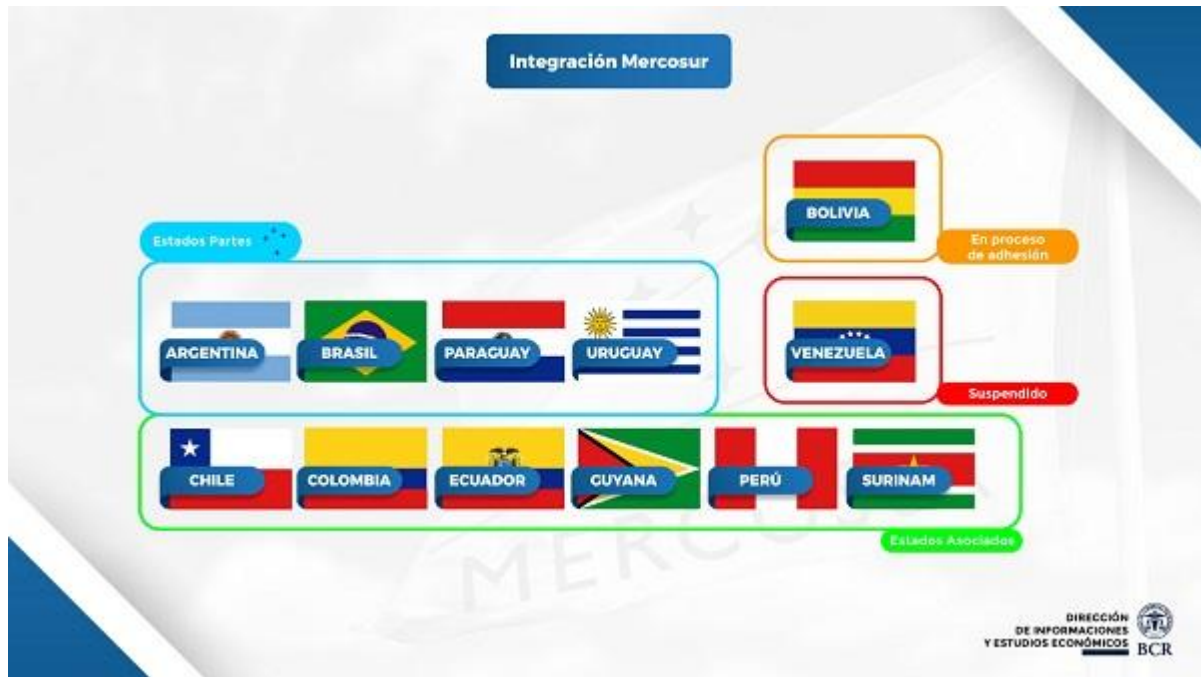 Integración Mercosur
BOLIVIA
En proceso
de adhesión
Estados Partes
ARGENTINA
BRASIL
PARAGUAY
URUGUAY
VENEZUELA
Suspendido
CHILE
COLOMBIA
ECUADOR
GUYANA
PERÚ
SURINAM
Estados Asociados
MERCOSUR
DIRECCIÓN
DE INFORMACIONES
Y ESTUDIOS ECONÓMICOS
BCR